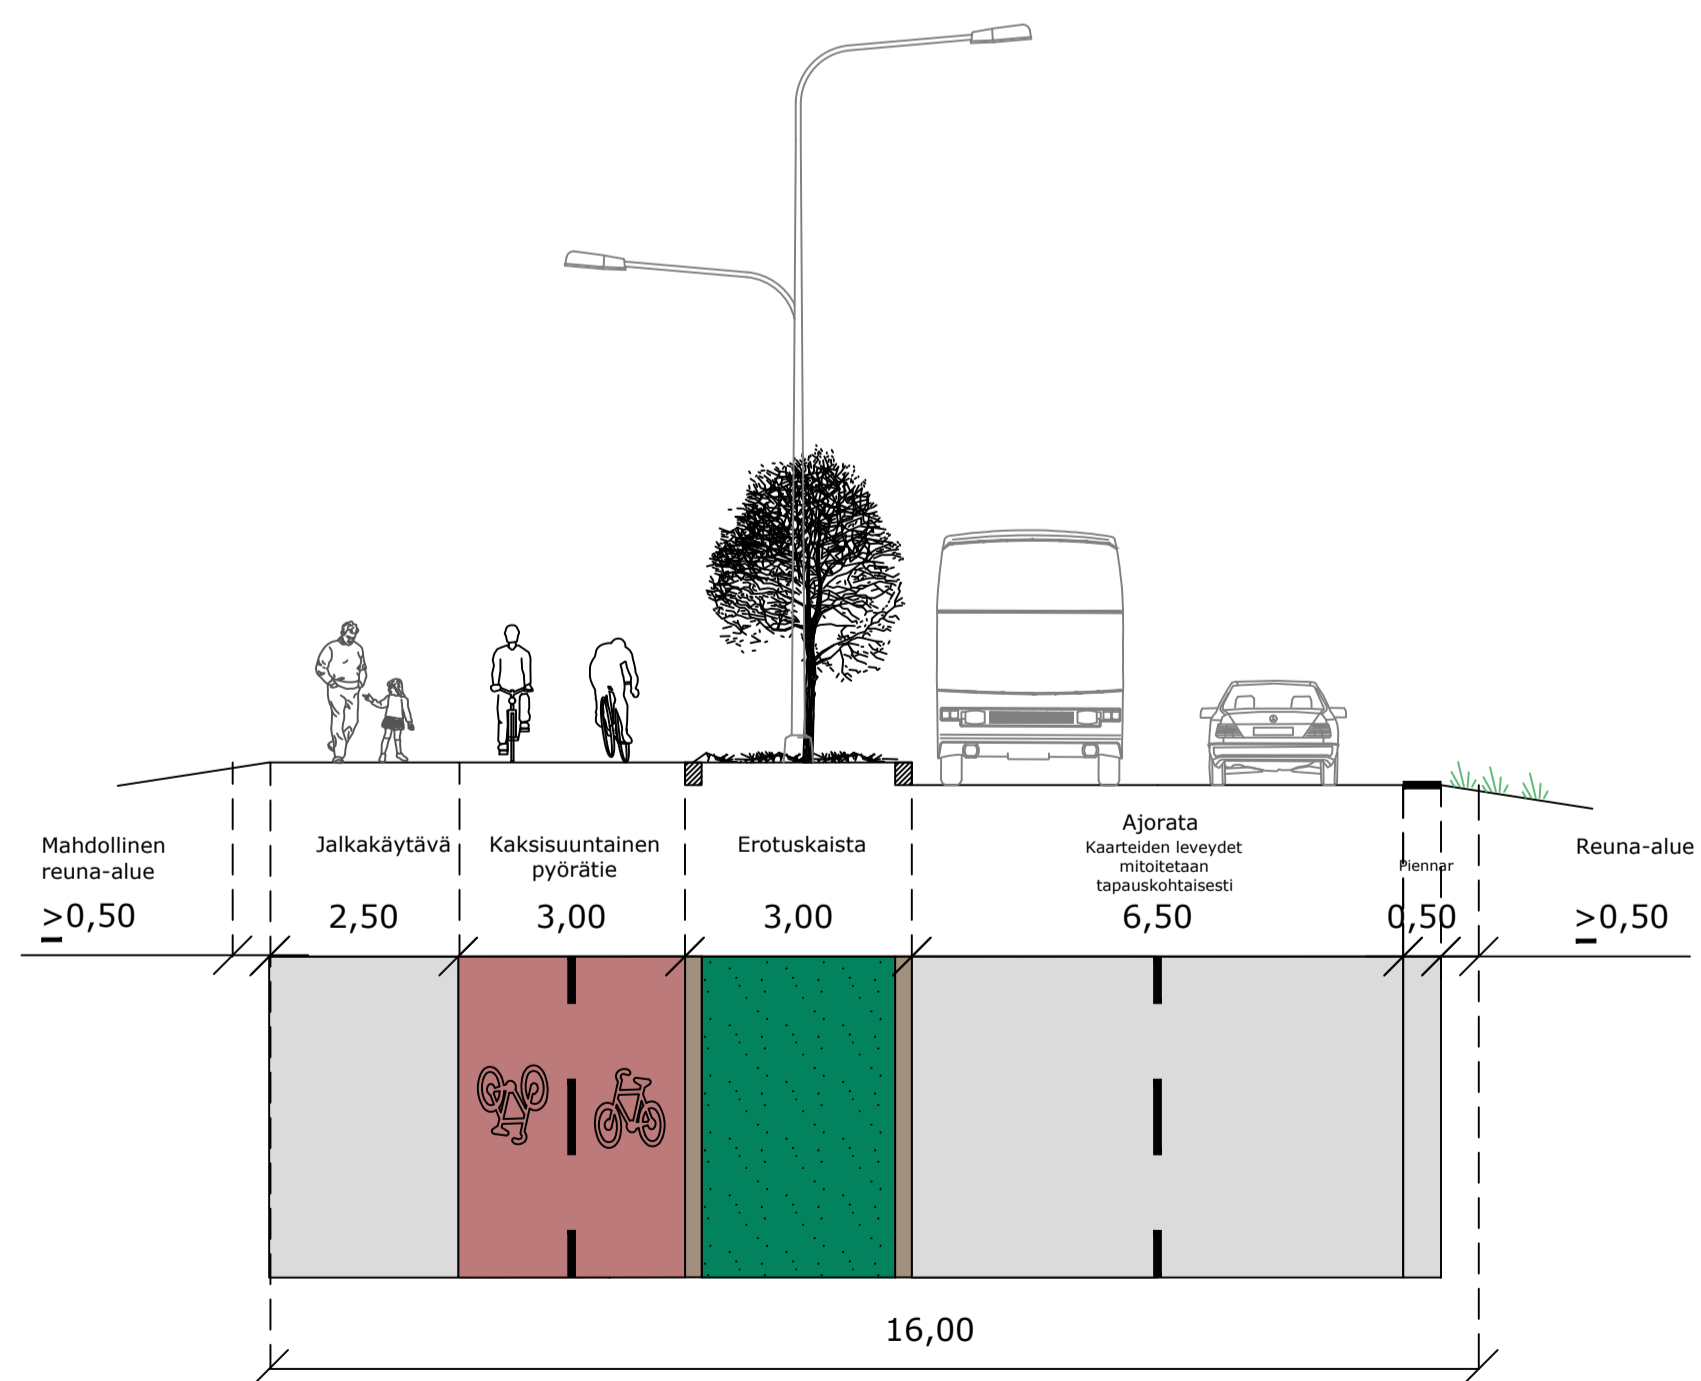 Mahdollinen
reuna-alue
>0,50
Jalkakäytävä
2,50
Kaksisuuntainen
pyörätie
3,00
Erotuskaista
3,00
Ajorata
Kaarteiden leveydet
mitoitetaan
tapauskohtaisesti
6,50
Piennar
0,50
Reuna-alue
>0,50
16,00